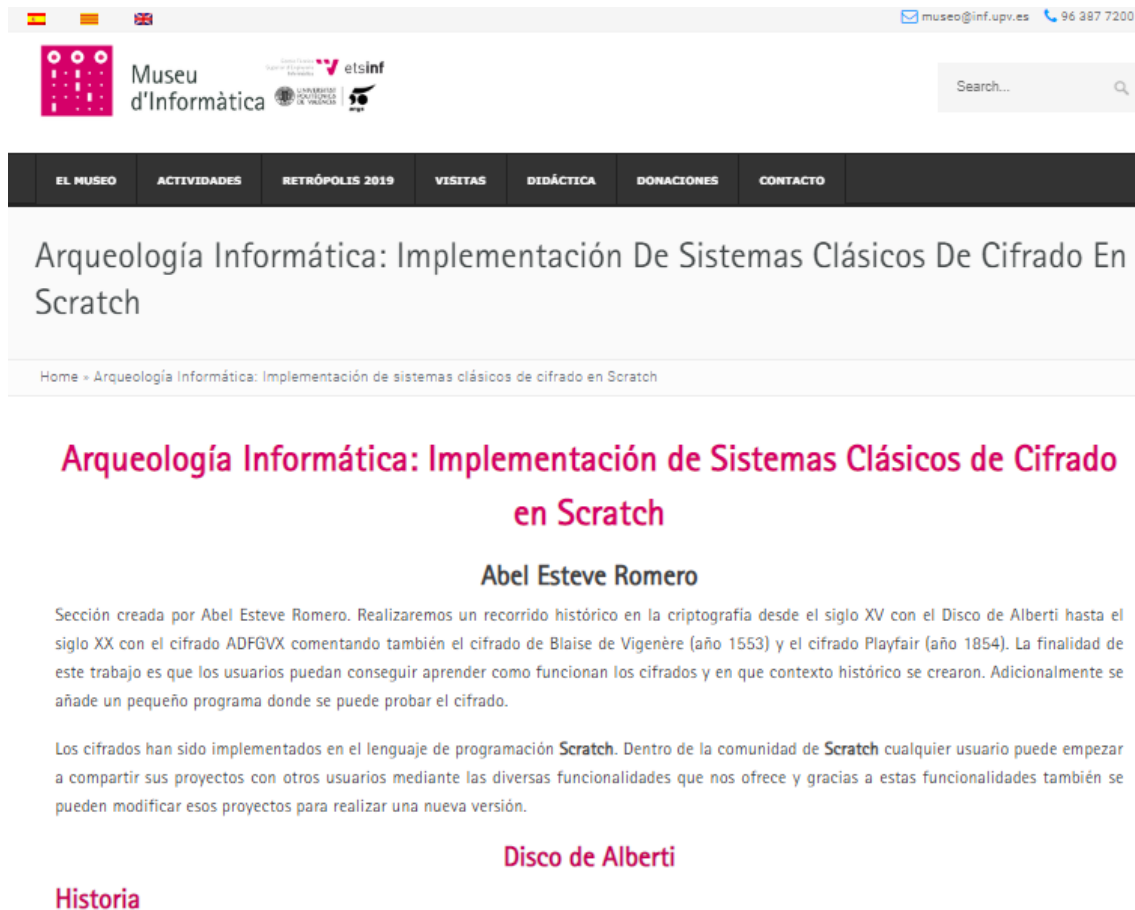 museo@inf.upv.es 96 387 7200
Museu
d'Informàtica
etsinf
UNIVERSITAT
POLITÈCNICA
DE VALÈNCIA
Search...
EL MUSEO ACTIVIDADES RETRÓPOLIS 2019 VISITAS DIDÁCTICA DONACIONES CONTACTO
Arqueología Informática: Implementación De Sistemas Clásicos De Cifrado En
Scratch
Home » Arqueología Informática: Implementación de sistemas clásicos de cifrado en Scratch
Arqueología Informática: Implementación de Sistemas Clásicos de Cifrado
en Scratch
Abel Esteve Romero
Sección creada por Abel Esteve Romero. Realizaremos un recorrido histórico en la criptografía desde el siglo XV con el Disco de Alberti hasta el
siglo XX con el cifrado ADFGVX comentando también el cifrado de Blaise de Vigenère (año 1553) y el cifrado Playfair (año 1854). La finalidad de
este trabajo es que los usuarios puedan conseguir aprender como funcionan los cifrados y en que contexto histórico se crearon. Adicionalmente se
añade un pequeño programa donde se puede probar el cifrado.
Los cifrados han sido implementados en el lenguaje de programación Scratch. Dentro de la comunidad de Scratch cualquier usuario puede empezar
a compartir sus proyectos con otros usuarios mediante las diversas funcionalidades que nos ofrece y gracias a estas funcionalidades también se
pueden modificar esos proyectos para realizar una nueva versión.
Disco de Alberti
Historia